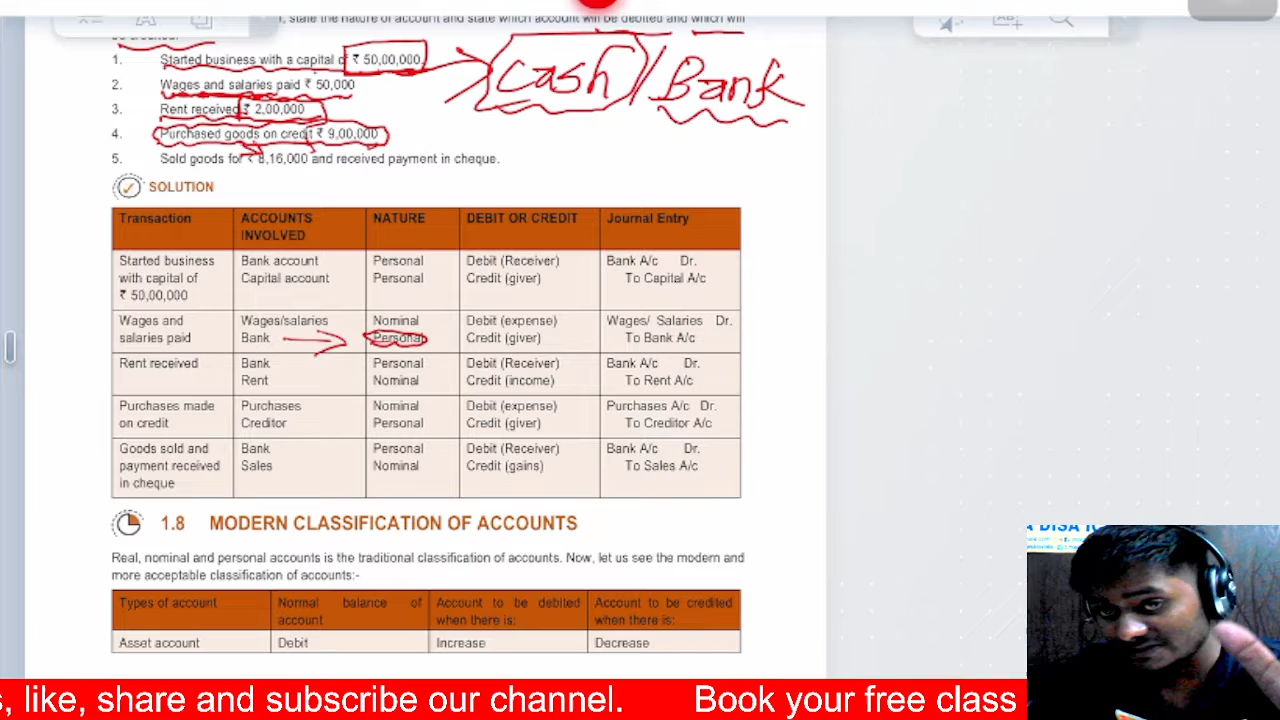 , state the nature of account and state which account will be debited and which will
1. Started business with a capital of ₹ 50,00,000.
2. Wages and salaries paid ₹ 50,000
3. Rent received ₹ 2,00,000
4. Purchased goods on credit ₹ 9,00,000
5. Sold goods for ₹ 8,16,000 and received payment in cheque.
Cash / Bank
SOLUTION
Transaction ACCOUNTS INVOLVED NATURE DEBIT OR CREDIT Journal Entry
Started business Bank account Personal Debit (Receiver) Bank A/c Dr.
with capital of Capital account Personal Credit (giver) To Capital A/c
₹ 50,00,000
Wages and Wages/salaries Nominal Debit (expense) Wages/ Salaries Dr.
salaries paid Bank Personal Credit (giver) To Bank A/c
Rent received Bank Personal Debit (Receiver) Bank A/c Dr.
Rent Nominal Credit (income) To Rent A/c
Purchases made Purchases Nominal Debit (expense) Purchases A/c Dr.
on credit Creditor Personal Credit (giver) To Creditor A/c
Goods sold and Bank Personal Debit (Receiver) Bank A/c Dr.
payment received Sales Nominal Credit (gains) To Sales A/c
in cheque
1.8 MODERN CLASSIFICATION OF ACCOUNTS
Real, nominal and personal accounts is the traditional classification of accounts. Now, let us see the modern and
more acceptable classification of accounts:-
Types of account Normal balance of account Account to be debited when there is: Account to be credited when there is:
Asset account Debit Increase Decrease
A DISA IC
, like, share and subscribe our channel. Book your free class